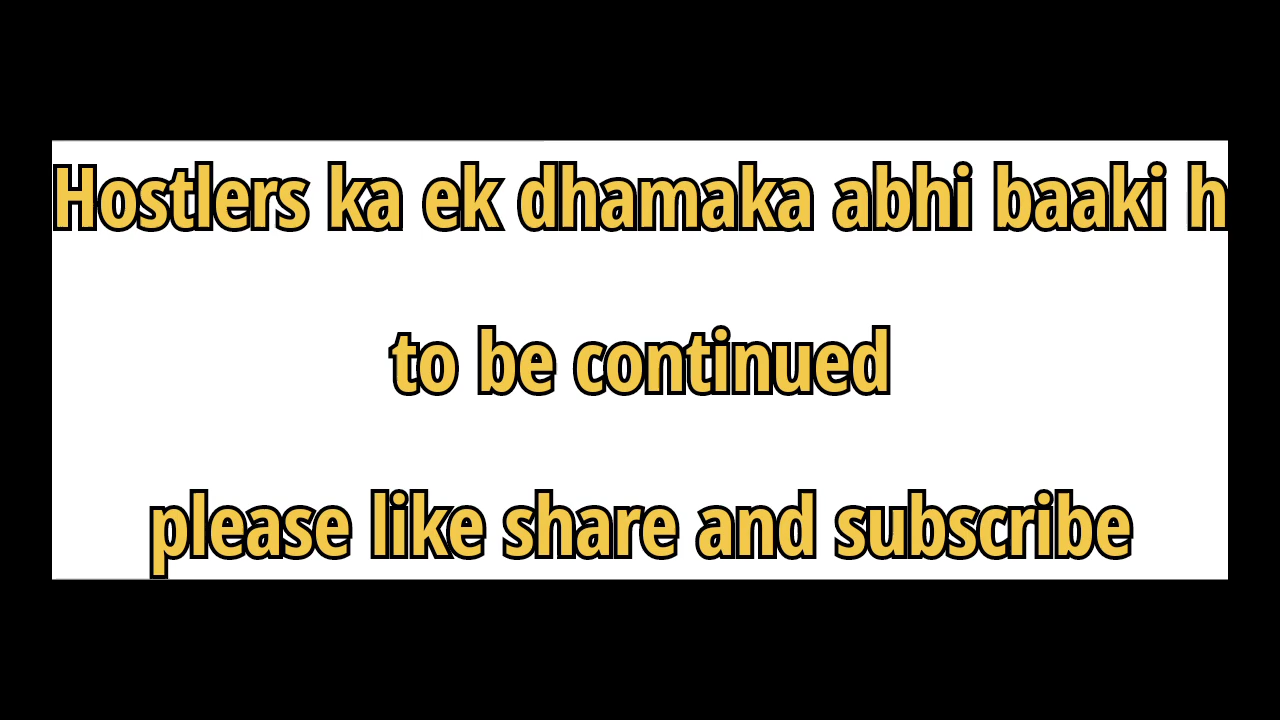 Hostlers ka ek dhamaka abhi baaki h
to be continued
please like share and subscribe